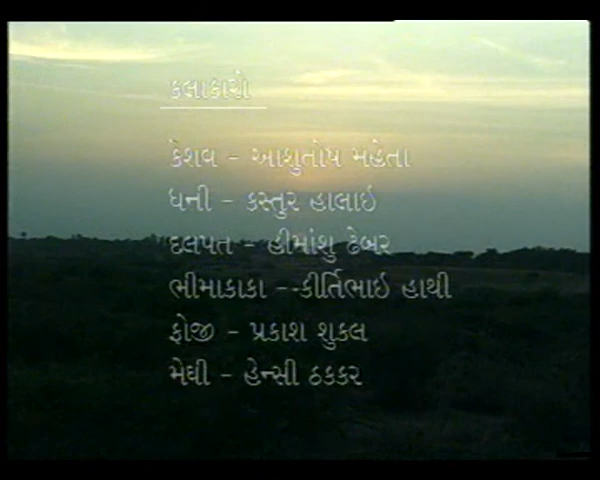 કલાકારો
કેશવ - આશુતોષ મહેતા
ધની - કસ્તુર હાલાઇ
દલપત - હીમાંશુ ઢેબર
ભીમાકાકા --કીર્તિભાઇ હાથી
ફોજી - પ્રકાશ શુકલ
મેઘી - હેન્સી ઠકકર